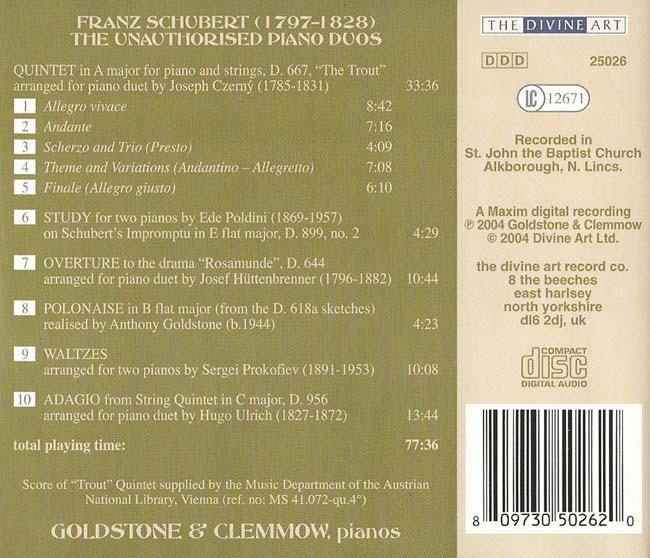 FRANZ SCHUBERT (1797–1828)
THE UNAUTHORISED PIANO DUOS
QUINTET in A major for piano and strings, D. 667, “The Trout”
arranged for piano duet by Joseph Czerný (1785-1831) 33:36
1 Allegro vivace 8:42
2 Andante 7:16
3 Scherzo and Trio (Presto) 4:09
4 Theme and Variations (Andantino – Allegretto) 7:08
5 Finale (Allegro giusto) 6:10
6 STUDY for two pianos by Ede Poldini (1869-1957)
on Schubert's Impromptu in E flat major, D. 899, no. 2 4:29
7 OVERTURE to the drama “Rosamunde”, D. 644
arranged for piano duet by Josef Hüttenbrenner (1796-1882) 10:44
8 POLONAISE in B flat major (from the D. 618a sketches)
realised by Anthony Goldstone (b.1944) 4:23
9 WALTZES
arranged for two pianos by Sergei Prokofiev (1891-1953) 10:08
10 ADAGIO from String Quintet in C major, D. 956
arranged for piano duet by Hugo Ulrich (1827-1872) 13:44
total playing time: 77:36
Score of “Trout” Quintet supplied by the Music Department of the Austrian
National Library, Vienna (ref. no: MS 41.072-qu.4°)
GOLDSTONE & CLEMMOW, pianos
THE DIVINE ART
DDD 25026
LC 12671
Recorded in
St. John the Baptist Church
Alkborough, N. Lincs.
A Maxim digital recording
℗ 2004 Goldstone & Clemmow
© 2004 Divine Art Ltd.
the divine art record co.
8 the beeches
east harlsey
north yorkshire
dl6 2dj, uk
COMPACT
disc
DIGITAL AUDIO
8 09730 50262 0